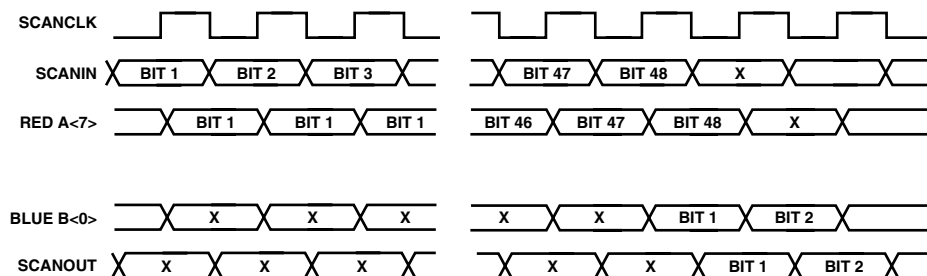 SCANCLK
SCANIN BIT 1 BIT 2 BIT 3 BIT 47 BIT 48 X
RED A<7> BIT 1 BIT 1 BIT 1 BIT 46 BIT 47 BIT 48 X
BLUE B<0> X X X X X BIT 1 BIT 2
SCANOUT X X X X X BIT 1 BIT 2